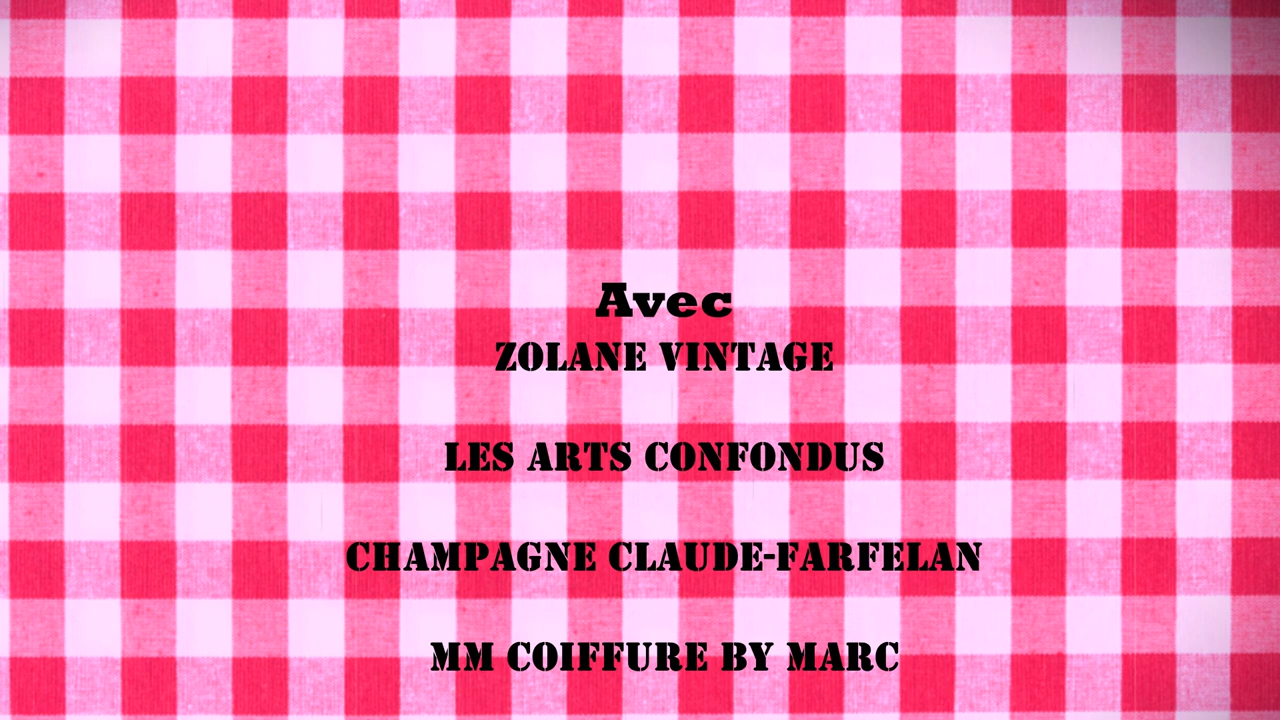 Avec
ZOLANE VINTAGE
LES ARTS CONFONDUS
CHAMPAGNE CLAUDE-FARFELAN
MM COIFFURE BY MARC